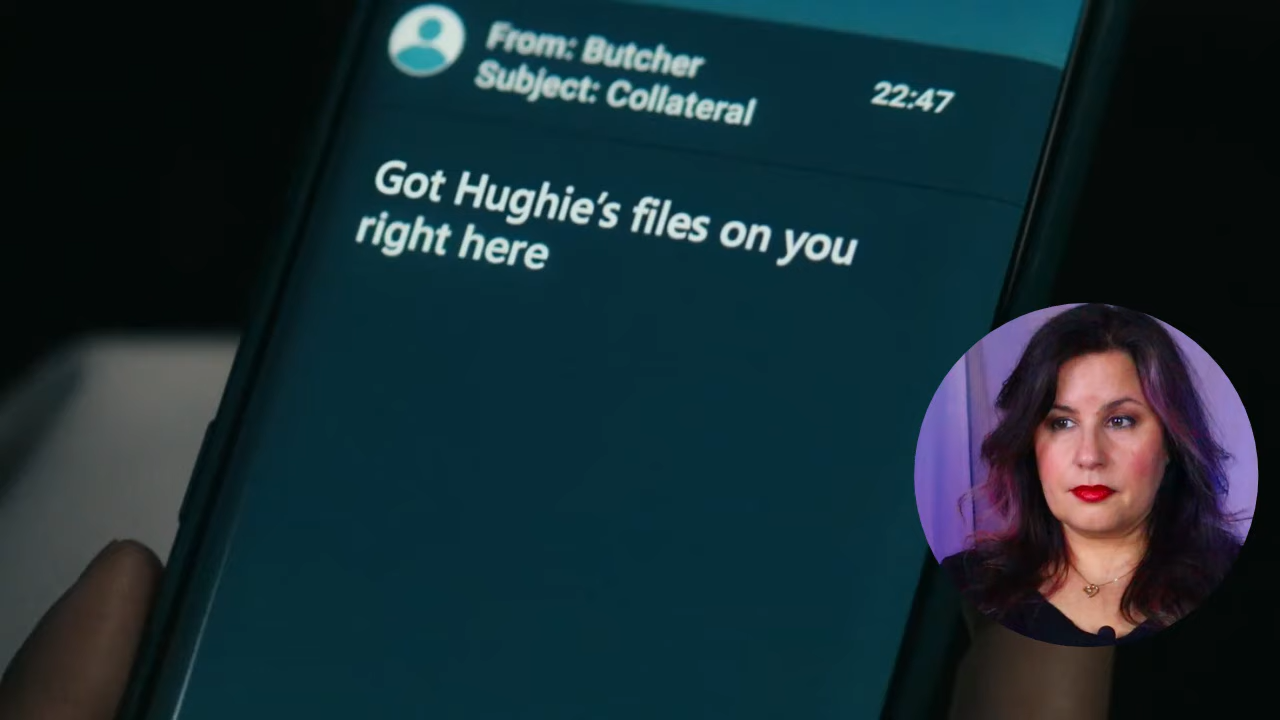 From: Butcher
Subject: Collateral
22:47
Got Hughie’s files on you
right here